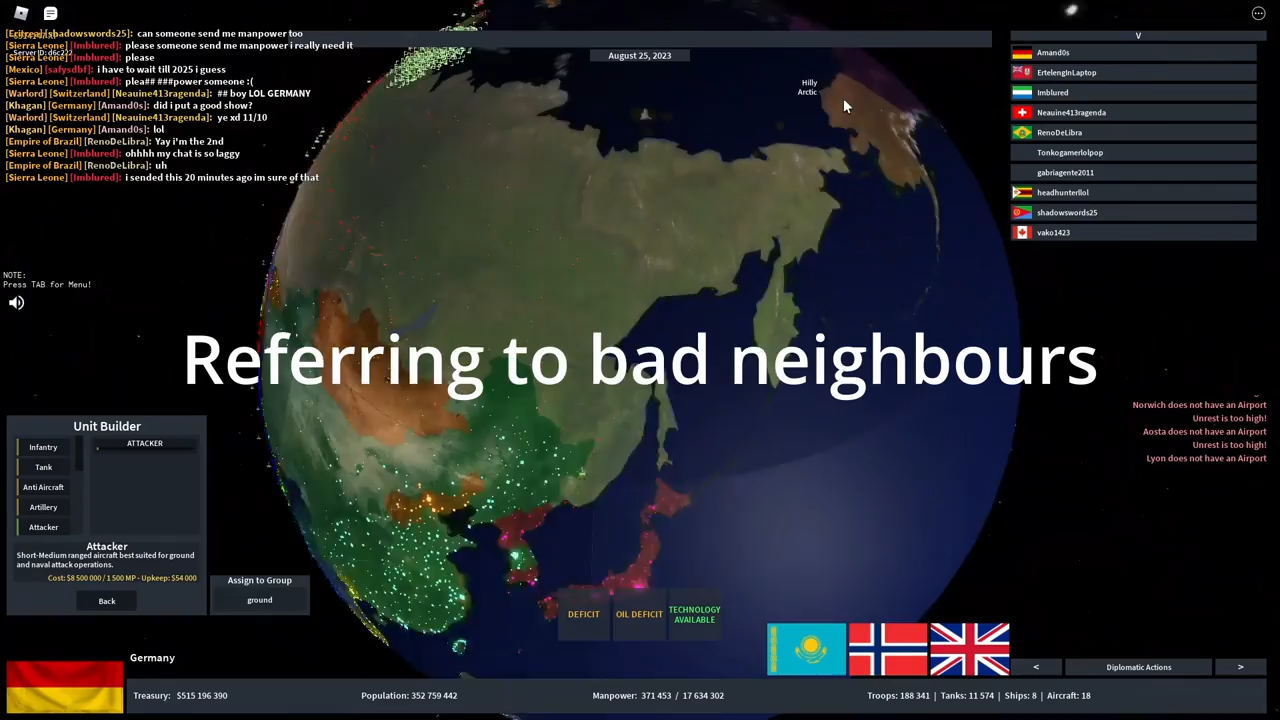 [Eritrea] [shadowswords25]: can someone send me manpower too
[Sierra Leone] [Imblured]: please someone send me manpower i really need it
[Sierra Leone] [Imblured]: please
[Mexico] [safysdbf]: i have to wait till 2025 i guess
[Sierra Leone] [Imblured]: plea## ###power someone :(
[Warlord] [Switzerland] [Neauine413ragenda]: ## boy LOL GERMANY
[Khagan] [Germany] [Amand0s]: did i put a good show?
[Warlord] [Switzerland] [Neauine413ragenda]: ye xd 11/10
[Khagan] [Germany] [Amand0s]: lol
[Empire of Brazil] [RenoDeLibra]: Yay i'm the 2nd
[Sierra Leone] [Imblured]: ohhhh my chat is so laggy
[Empire of Brazil] [RenoDeLibra]: uh
[Sierra Leone] [Imblured]: i sended this 20 minutes ago im sure of that
August 25, 2023
V
Amand0s
ErtelengInLaptop
Imblured
Neauine413ragenda
RenoDeLibra
Tonkogamerlolpop
gabriagente2011
headhunterllol
shadowswords25
vako1423
Hilly
Arctic
NOTE:
Press TAB for Menu!
Referring to bad neighbours
Norwich does not have an Airport
Unrest is too high!
Aosta does not have an Airport
Unrest is too high!
Lyon does not have an Airport
Unit Builder
Infantry
Tank
Anti Aircraft
Artillery
Attacker
ATTACKER
Attacker
Short-Medium ranged aircraft best suited for ground
and naval attack operations.
Cost: $8 500 000 / 1 500 MP - Upkeep: $54 000
Back
Assign to Group
ground
DEFICIT
OIL DEFICIT
TECHNOLOGY
AVAILABLE
< Diplomatic Actions >
Germany
Treasury: $515 196 390
Population: 352 759 442
Manpower: 371 453 / 17 634 302
Troops: 188 341 | Tanks: 11 574 | Ships: 8 | Aircraft: 18